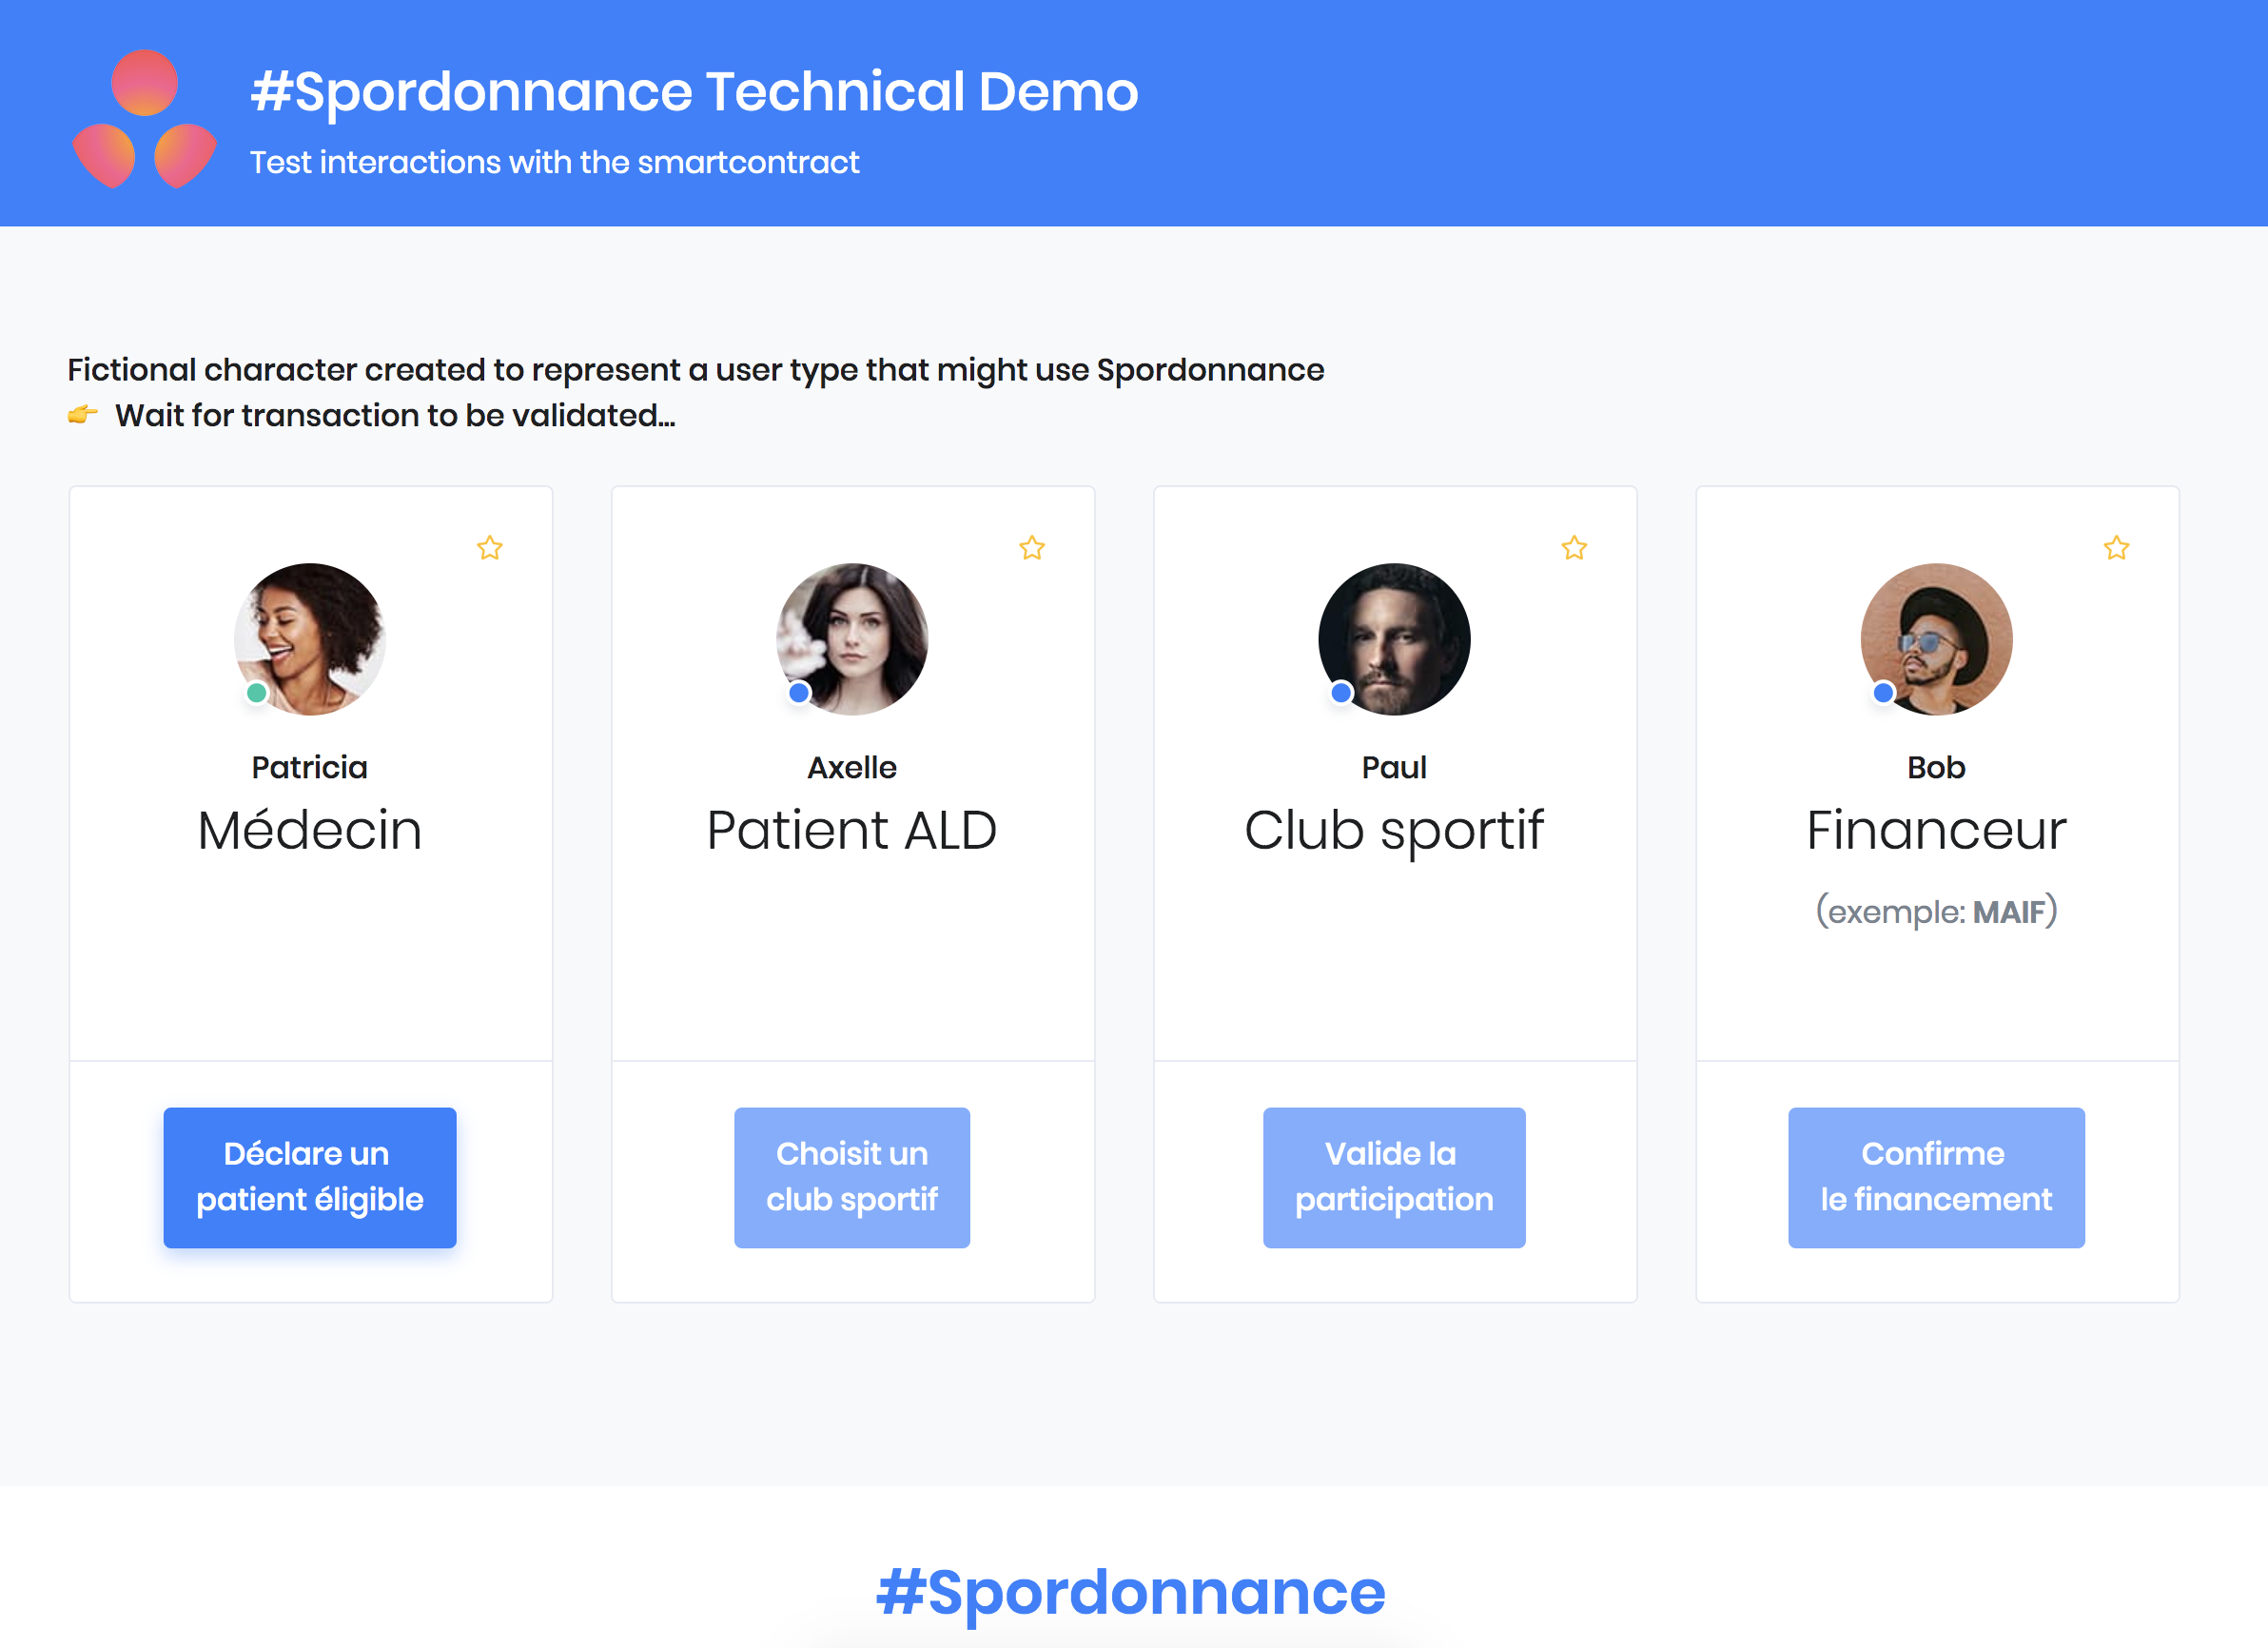 #Spordonnance Technical Demo
Test interactions with the smartcontract
Fictional character created to represent a user type that might use Spordonnance
👉 Wait for transaction to be validated...
Patricia
Médecin
Déclare un
patient éligible
Axelle
Patient ALD
Choisit un
club sportif
Paul
Club sportif
Valide la
participation
Bob
Financeur
(exemple: MAIF)
Confirme
le financement
#Spordonnance